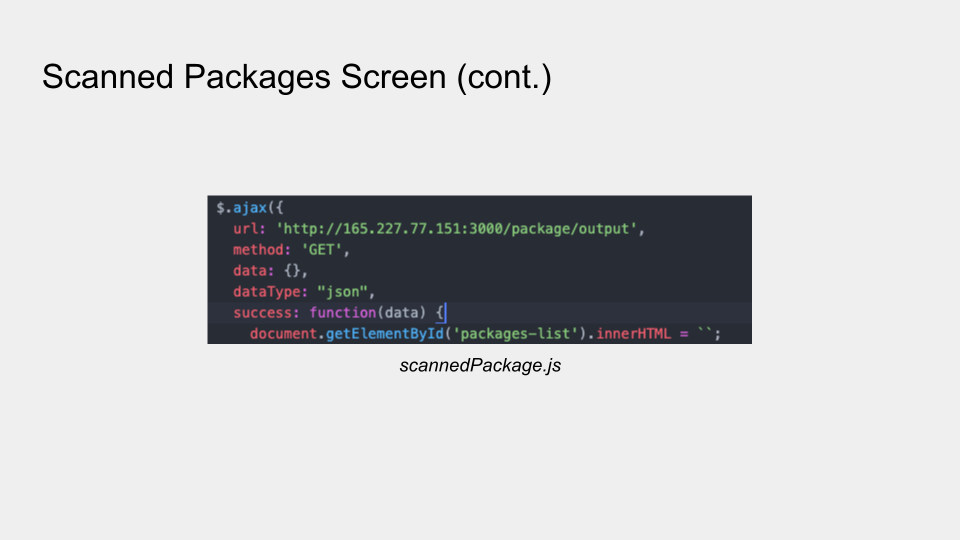 Scanned Packages Screen (cont.)
$.ajax({
url: 'http://165.227.77.151:3000/package/output',
method: 'GET',
data: {},
dataType: "json",
success: function(data) {
document.getElementById('packages-list').innerHTML = ``;
scannedPackage.js